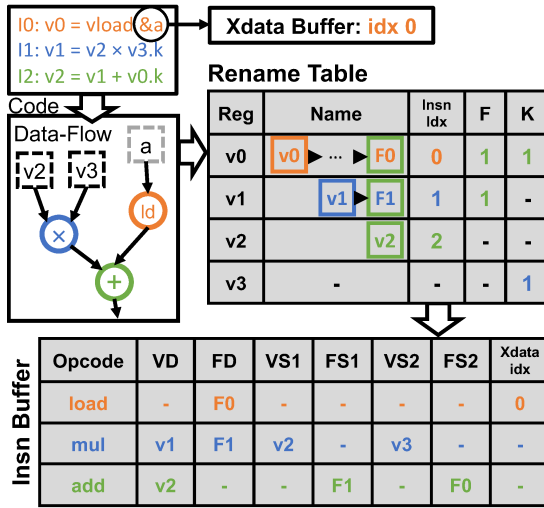 I0: v0 = vload &a
I1: v1 = v2 × v3.k
I2: v2 = v1 + v0.k
Xdata Buffer: idx 0
Code
Data-Flow
v2 v3 a
ld
×
+
Rename Table
Reg Name Insn Idx F K
v0 v0 ... F0 0 1 1
v1 v1 F1 1 1 -
v2 v2 2 - -
v3 - - - 1
Insn Buffer
Opcode VD FD VS1 FS1 VS2 FS2 Xdata idx
load - F0 - - - - 0
mul v1 F1 v2 - v3 - -
add v2 - - F1 - F0 -